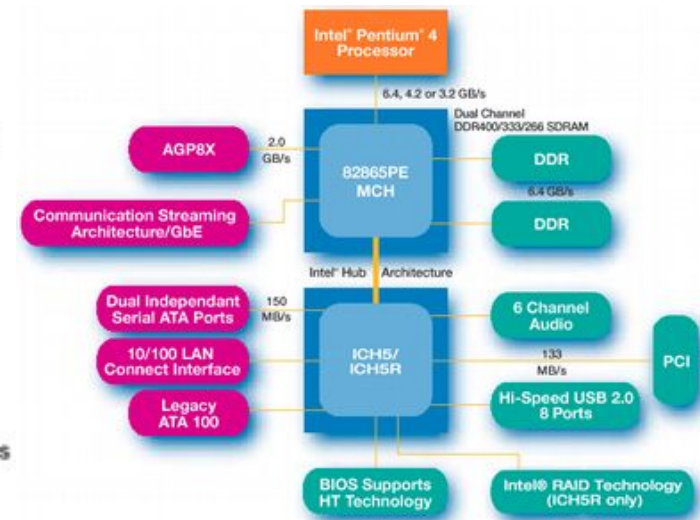 Intel® Pentium® 4
Processor
6.4, 4.2 or 3.2 GB/s
Dual Channel
DDR400/333/266 SDRAM
AGP8X
2.0
GB/s
82865PE
MCH
DDR
6.4 GB/s
DDR
Communication Streaming
Architecture/GbE
Intel® Hub Architecture
Dual Independant
Serial ATA Ports
150
MB/s
6 Channel
Audio
10/100 LAN
Connect Interface
ICH5/
ICH5R
133
MB/s
PCI
Legacy
ATA 100
Hi-Speed USB 2.0
8 Ports
s
BIOS Supports
HT Technology
Intel® RAID Technology
(ICH5R only)